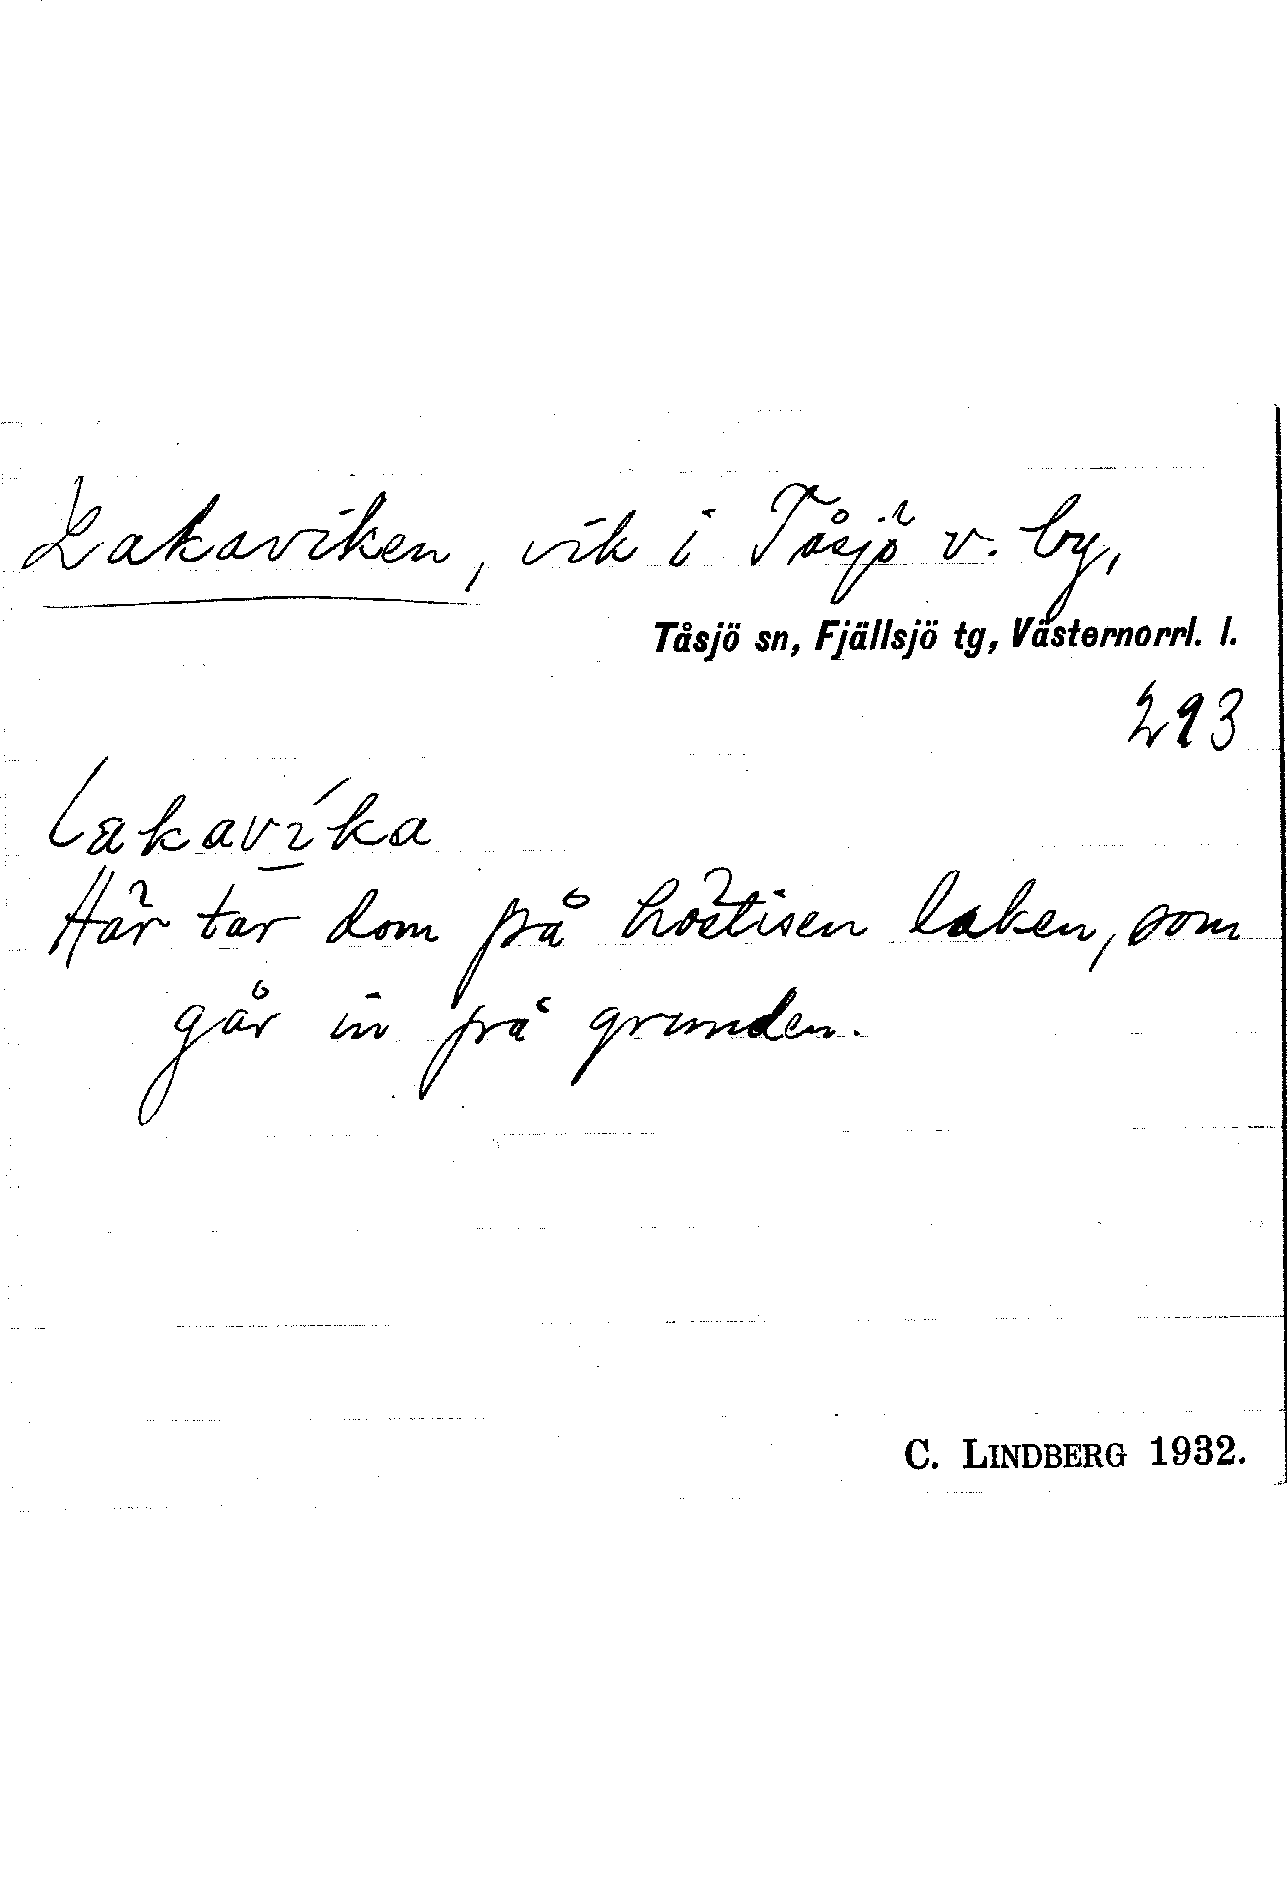 Lakaviken, vik i Tåsjö v. by,
Tåsjö sn, Fjällsjö tg, Västernorrl. l.
293
Lakavika
Här tar dom på höstisen laken, som
går in på grunden.
C. LINDBERG 1932.